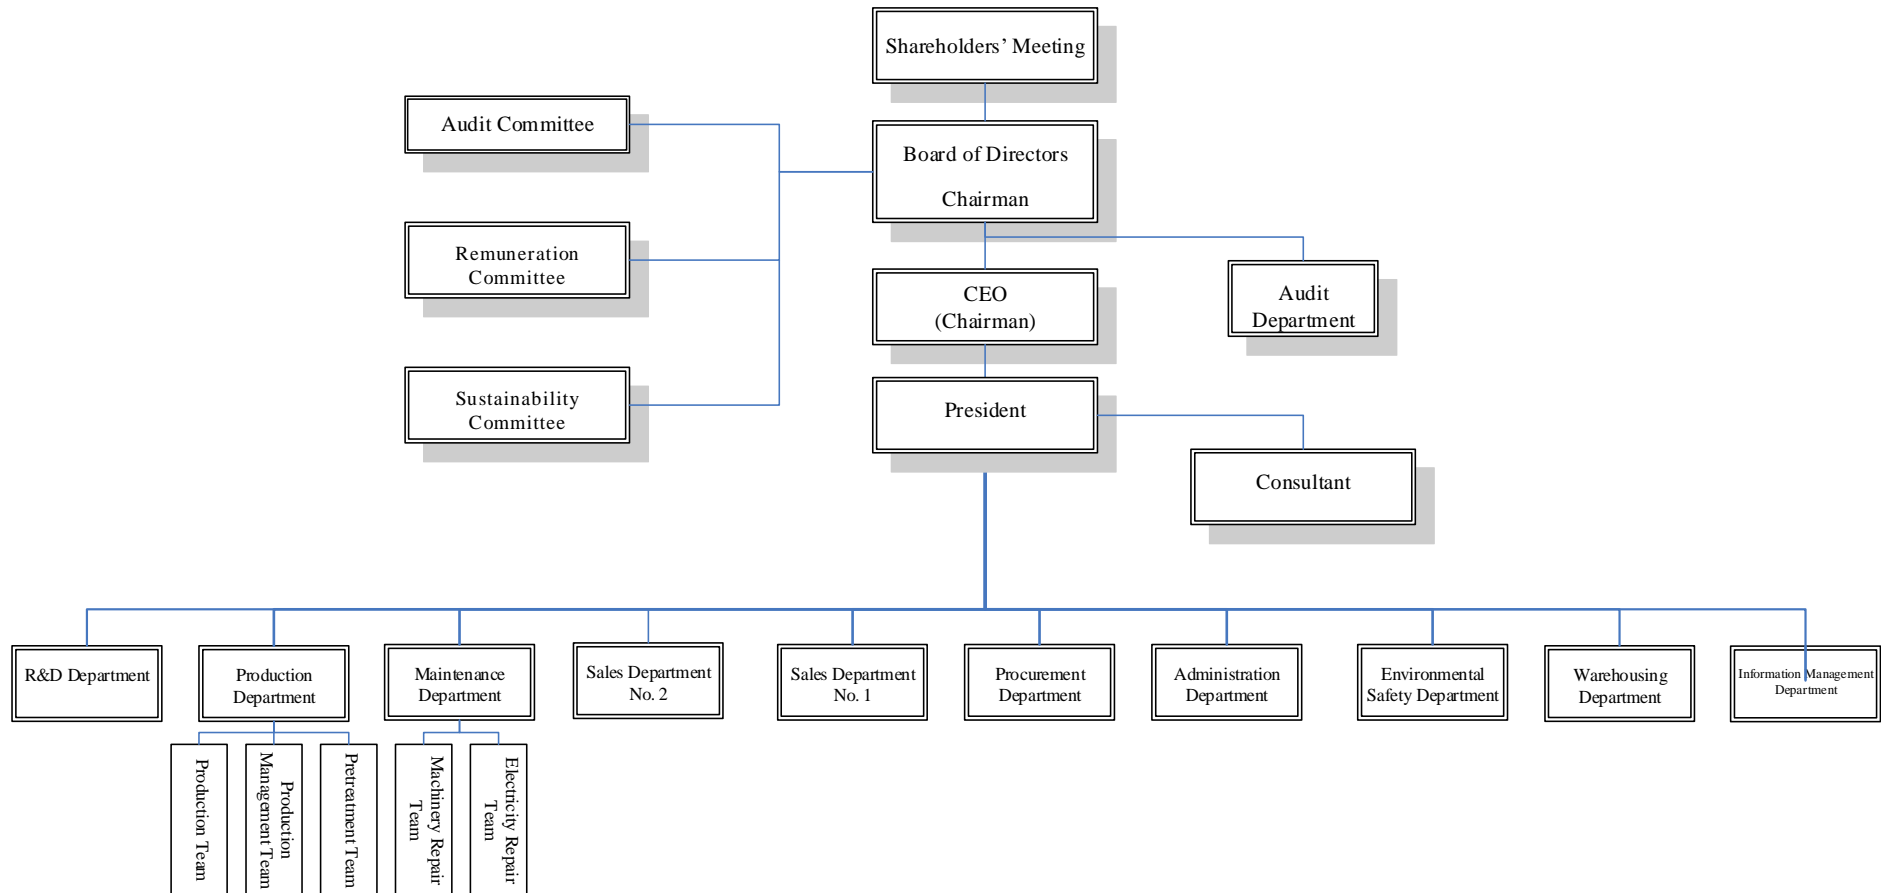 Shareholders’ Meeting
Audit Committee
Board of Directors
Chairman
Remuneration
Committee
CEO
(Chairman)
Audit
Department
Sustainability
Committee
President
Consultant
R&D Department
Production
Department
Maintenance
Department
Sales Department
No. 2
Sales Department
No. 1
Procurement
Department
Administration
Department
Environmental
Safety Department
Warehousing
Department
Information Management
Department
Production Team
Production
Management Team
Pretreatment Team
Machinery Repair
Team
Electricity Repair
Team